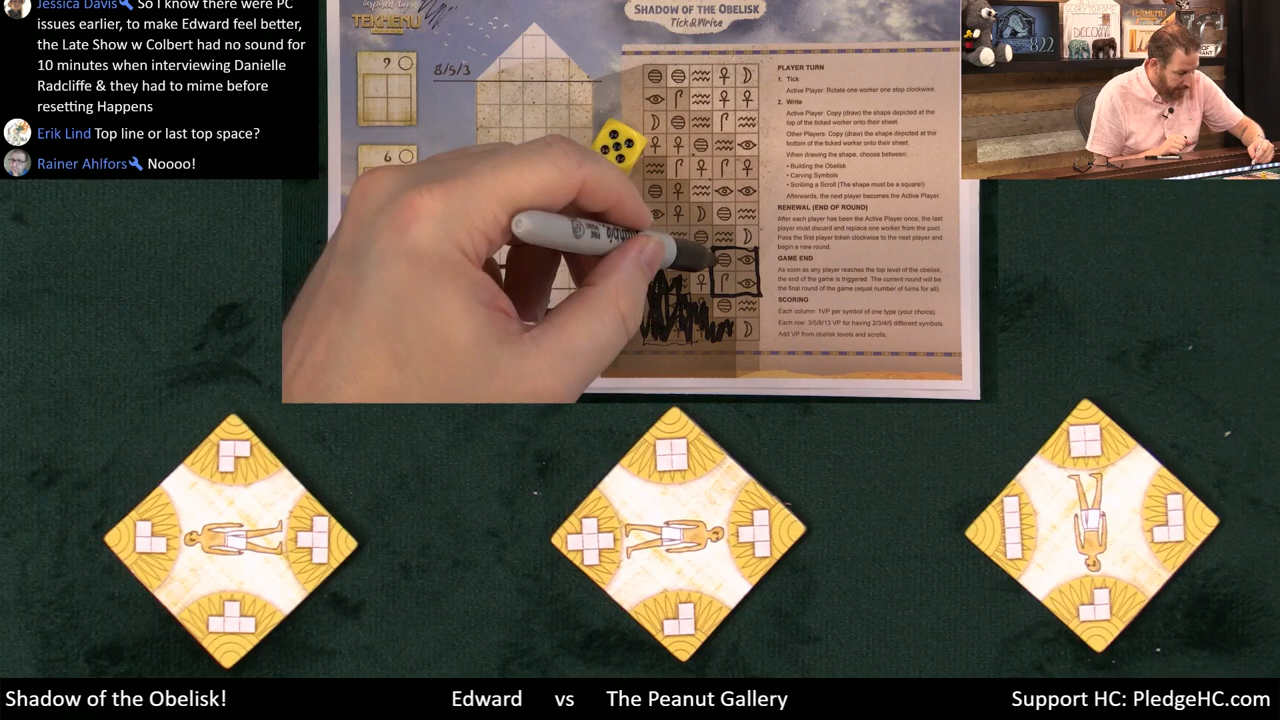 Jessica Davis So I know there were PC
issues earlier, to make Edward feel better,
the Late Show w Colbert had no sound for
10 minutes when interviewing Danielle
Redcliffe & they had to mime before
resetting Happens
Erik Lind Top line or last top space?
Rainer Ahlfors Noooo!
inspired by
TEKHENU
9
8/5/3
6
SHADOW OF THE OBELISK
Tick&Write
PLAYER TURN
1. Tick
Active Player: Rotate one worker one step clockwise.
2. Write
Active Player: Copy (draw) the shape depicted at the
top of the ticked worker onto their sheet.
Other Players: Copy (draw) the shape depicted at the
bottom of the ticked worker onto their sheet.
When drawing the shape, choose between:
• Building the Obelisk
• Carving Symbols
• Scribing a Scroll (The shape must be a square!)
Afterwards, the next player becomes the Active Player.
RENEWAL (END OF ROUND)
After each player has been the Active Player once, the last
player must discard and replace one worker from the pool.
Pass the first player token clockwise to the next player and
begin a new round.
GAME END
As soon as any player reaches the top level of the obelisk,
the end of the game is triggered. The current round will be
the final round of the game (equal number of turns for all).
SCORING
Each column: 1VP per symbol of one type (your choice)
Each row: 3/5/8/13 VP for having 2/3/4/5 different symbols
Add VP from obelisk levels and scrolls.
822
TEKHENU
Shadow of the Obelisk!
Edward vs The Peanut Gallery
Support HC: PledgeHC.com